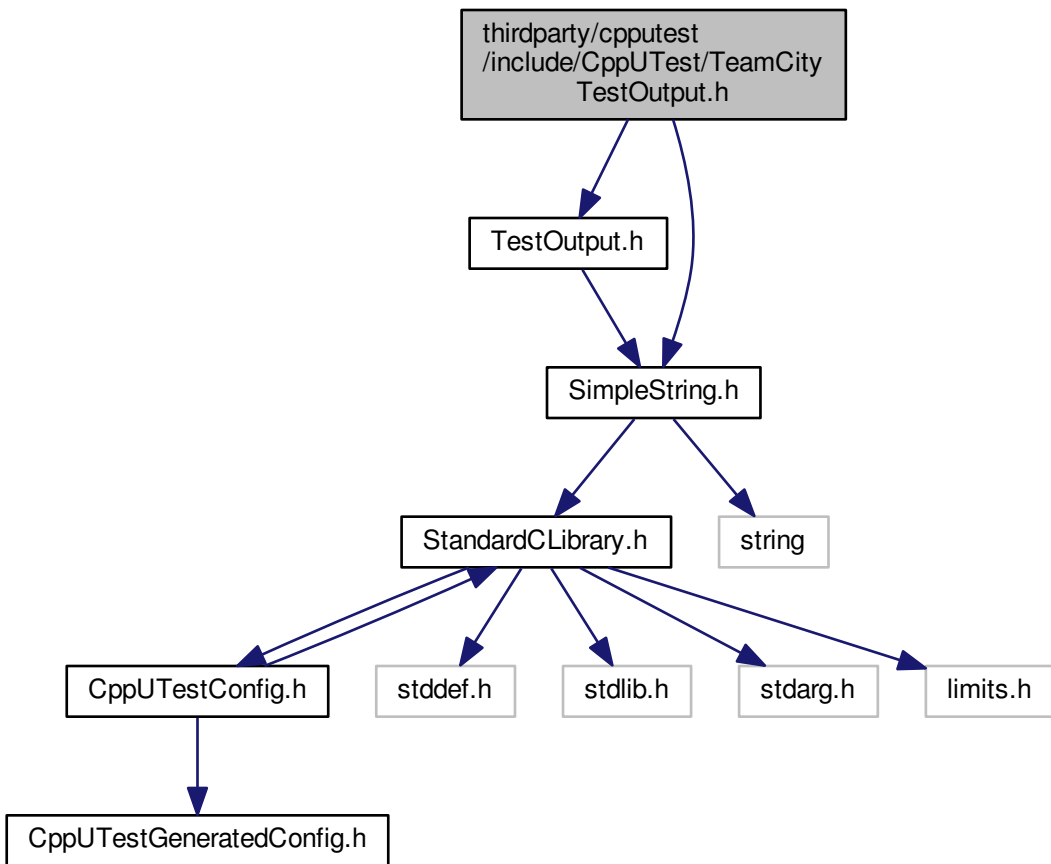 thirdparty/cpputest
/include/CppUTest/TeamCity
TestOutput.h
TestOutput.h
SimpleString.h
StandardCLibrary.h
string
CppUTestConfig.h
stddef.h
stdlib.h
stdarg.h
limits.h
CppUTestGeneratedConfig.h